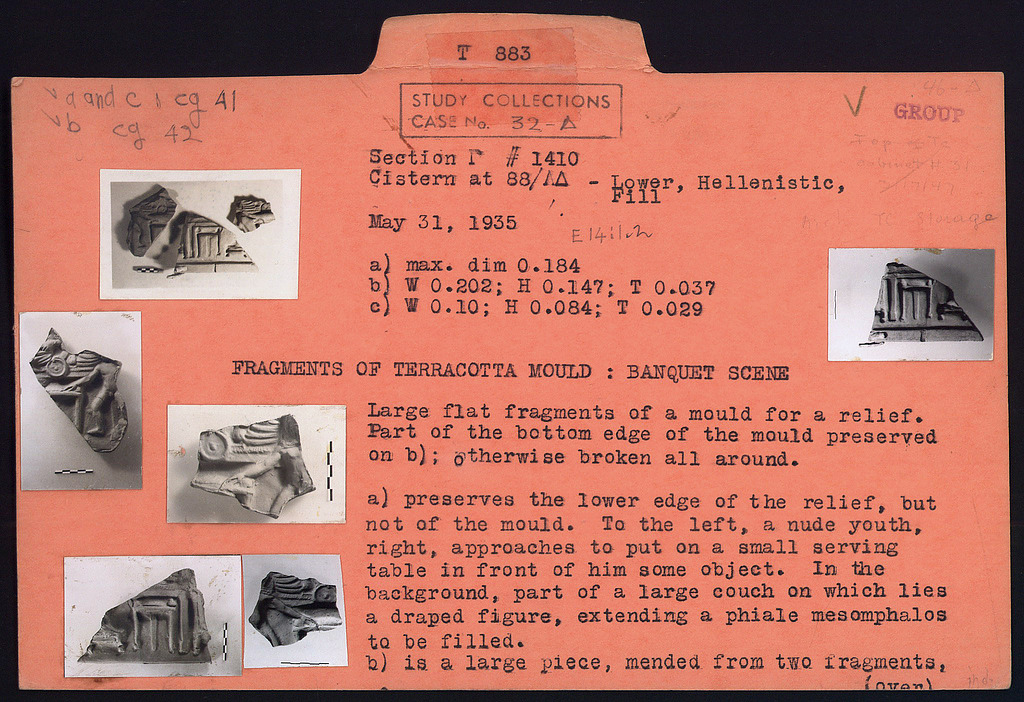 T 883
a and c cg 41
b cg 42
STUDY COLLECTIONS
CASE No. 32-Δ
GROUP
Section Γ # 1410
Cistern at 88/ΛΔ - Lower, Hellenistic,
Fill
May 31, 1935
Storage
a) max. dim 0.184
b) W 0.202; H 0.147; T 0.037
c) W 0.10; H 0.084; T 0.029
FRAGMENTS OF TERRACOTTA MOULD : BANQUET SCENE
Large flat fragments of a mould for a relief.
Part of the bottom edge of the mould preserved
on b); otherwise broken all around.
a) preserves the lower edge of the relief, but
not of the mould. To the left, a nude youth,
right, approaches to put on a small serving
table in front of him some object. In the
background, part of a large couch on which lies
a draped figure, extending a phiale mesomphalos
to be filled.
b) is a large piece, mended from two fragments,
(over)